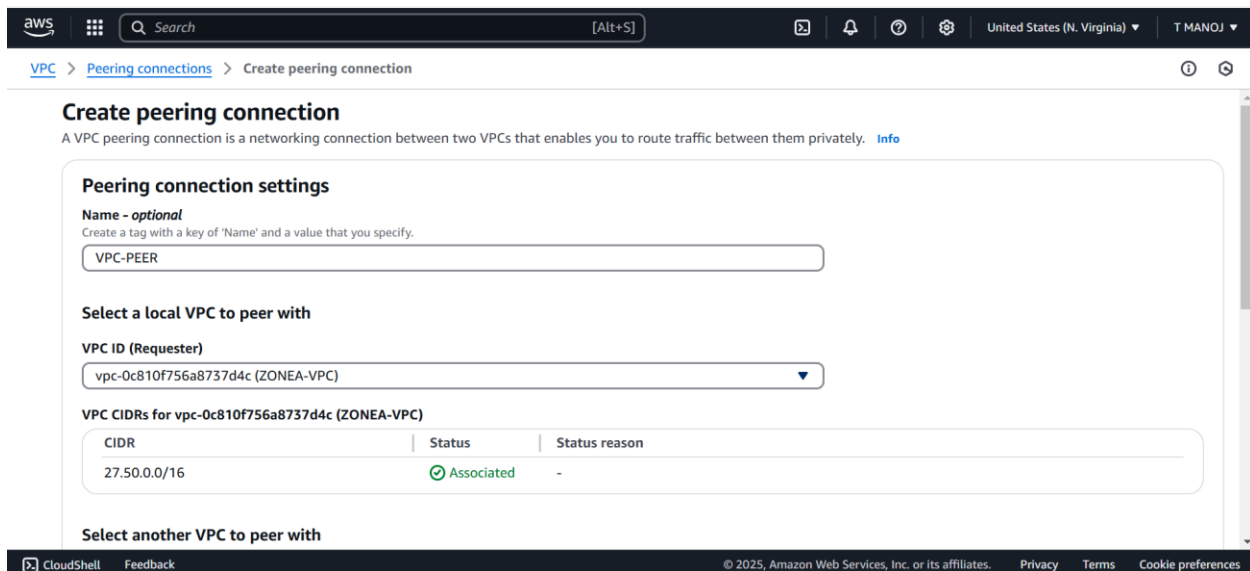 aws Search [Alt+S] United States (N. Virginia) ▼ T MANOJ ▼
VPC > Peering connections > Create peering connection
Create peering connection
A VPC peering connection is a networking connection between two VPCs that enables you to route traffic between them privately. Info
Peering connection settings
Name - optional
Create a tag with a key of 'Name' and a value that you specify.
VPC-PEER
Select a local VPC to peer with
VPC ID (Requester)
vpc-0c810f756a8737d4c (ZONEA-VPC)
VPC CIDRs for vpc-0c810f756a8737d4c (ZONEA-VPC)
CIDR Status Status reason
27.50.0.0/16 Associated -
Select another VPC to peer with
CloudShell Feedback © 2025, Amazon Web Services, Inc. or its affiliates. Privacy Terms Cookie preferences